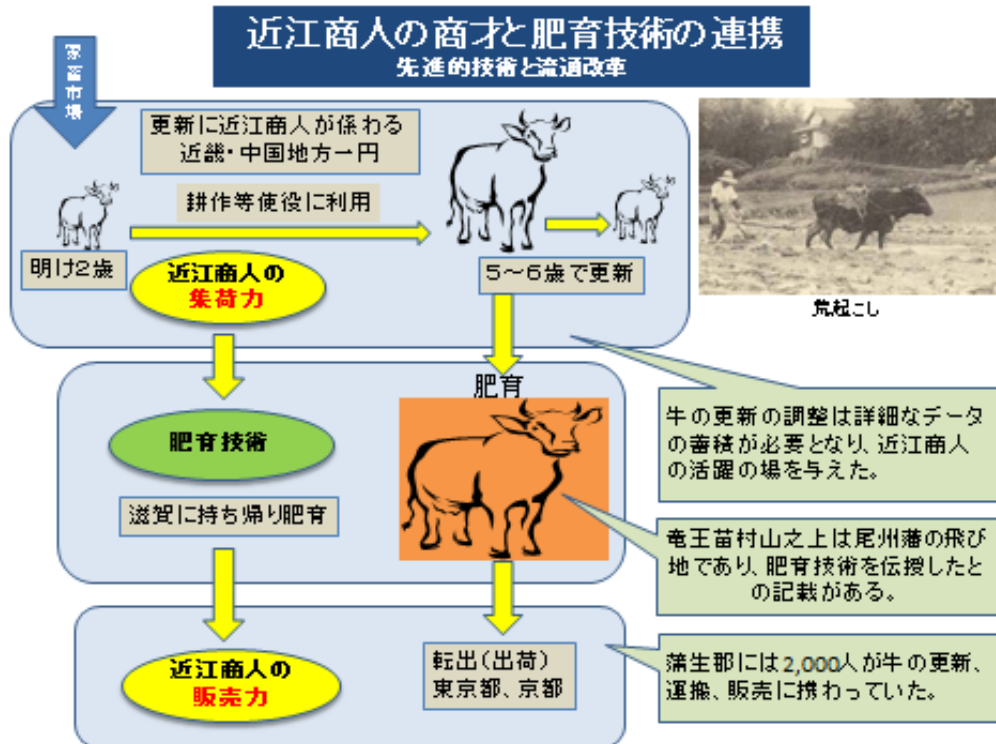 近江商人の商才と肥育技術の連携
先進的技術と流通改革
家畜市場
更新に近江商人が係わる
近畿・中国地方一円
耕作等使役に利用
明け2歳
近江商人の
集荷力
5～6歳で更新
荒起こし
肥育
肥育技術
滋賀に持ち帰り肥育
牛の更新の調整は詳細なデータ
の蓄積が必要となり、近江商人
の活躍の場を与えた。
竜王苗村山之上は尾州藩の飛び
地であり、肥育技術を伝授したと
の記載がある。
近江商人の
販売力
転出(出荷)
東京都、京都
蒲生郡には2,000人が牛の更新、
運搬、販売に携わっていた。